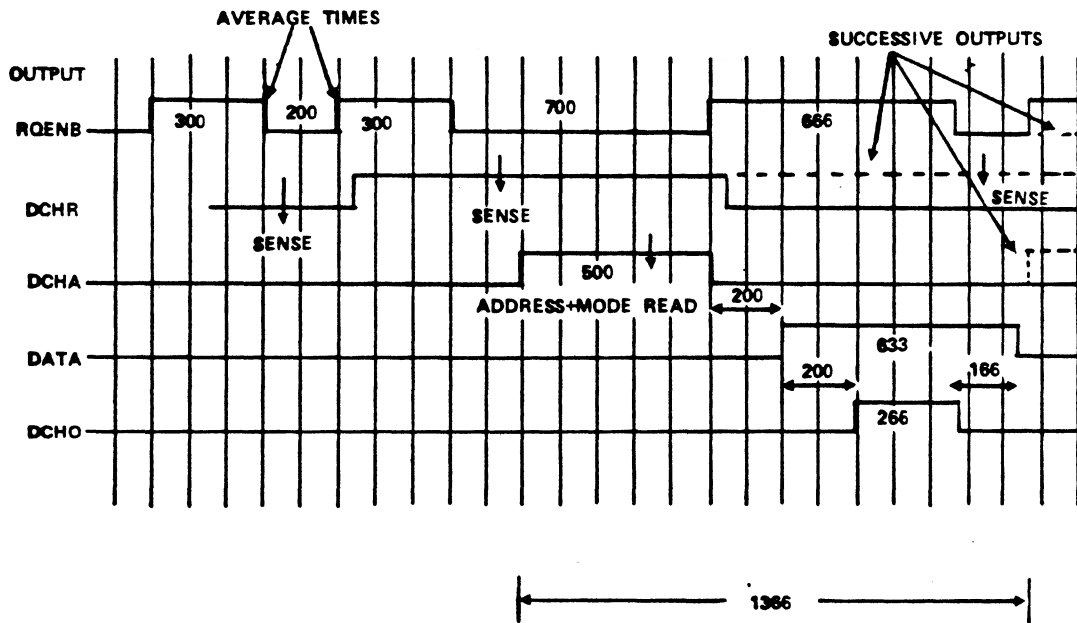 AVERAGE TIMES
SUCCESSIVE OUTPUTS
OUTPUT
300
200
300
700
666
RQENB
DCHR
SENSE
SENSE
SENSE
DCHA
500
ADDRESS+MODE READ
200
DATA
633
200
166
DCHO
266
1366